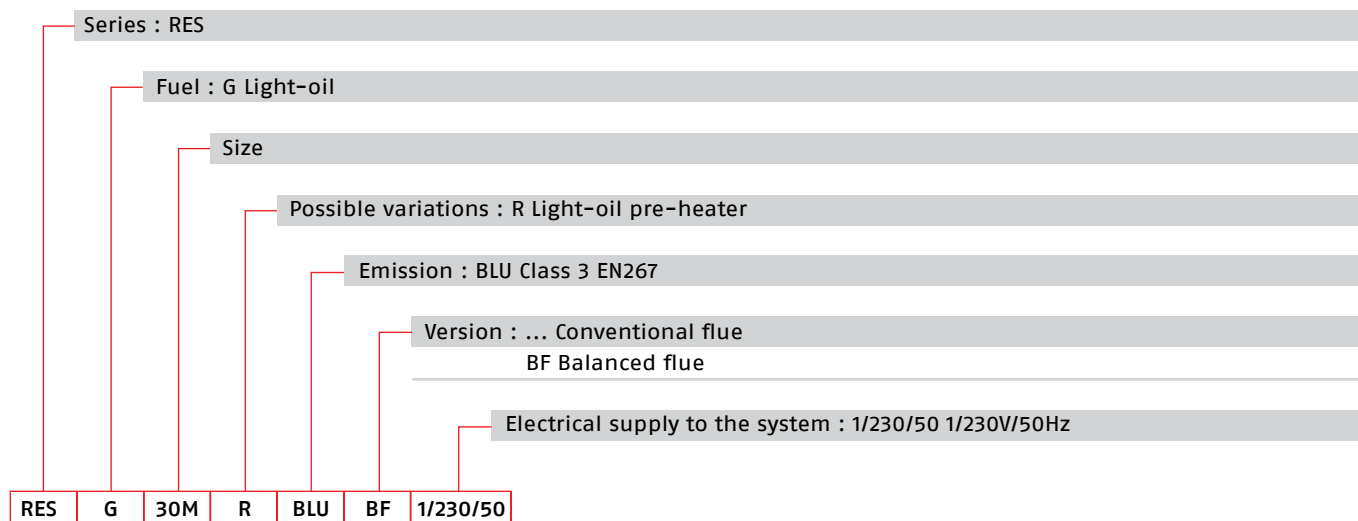 Series : RES
Fuel : G Light-oil
Size
Possible variations : R Light-oil pre-heater
Emission : BLU Class 3 EN267
Version : ... Conventional flue
BF Balanced flue
Electrical supply to the system : 1/230/50 1/230V/50Hz
RES G 30M R BLU BF 1/230/50